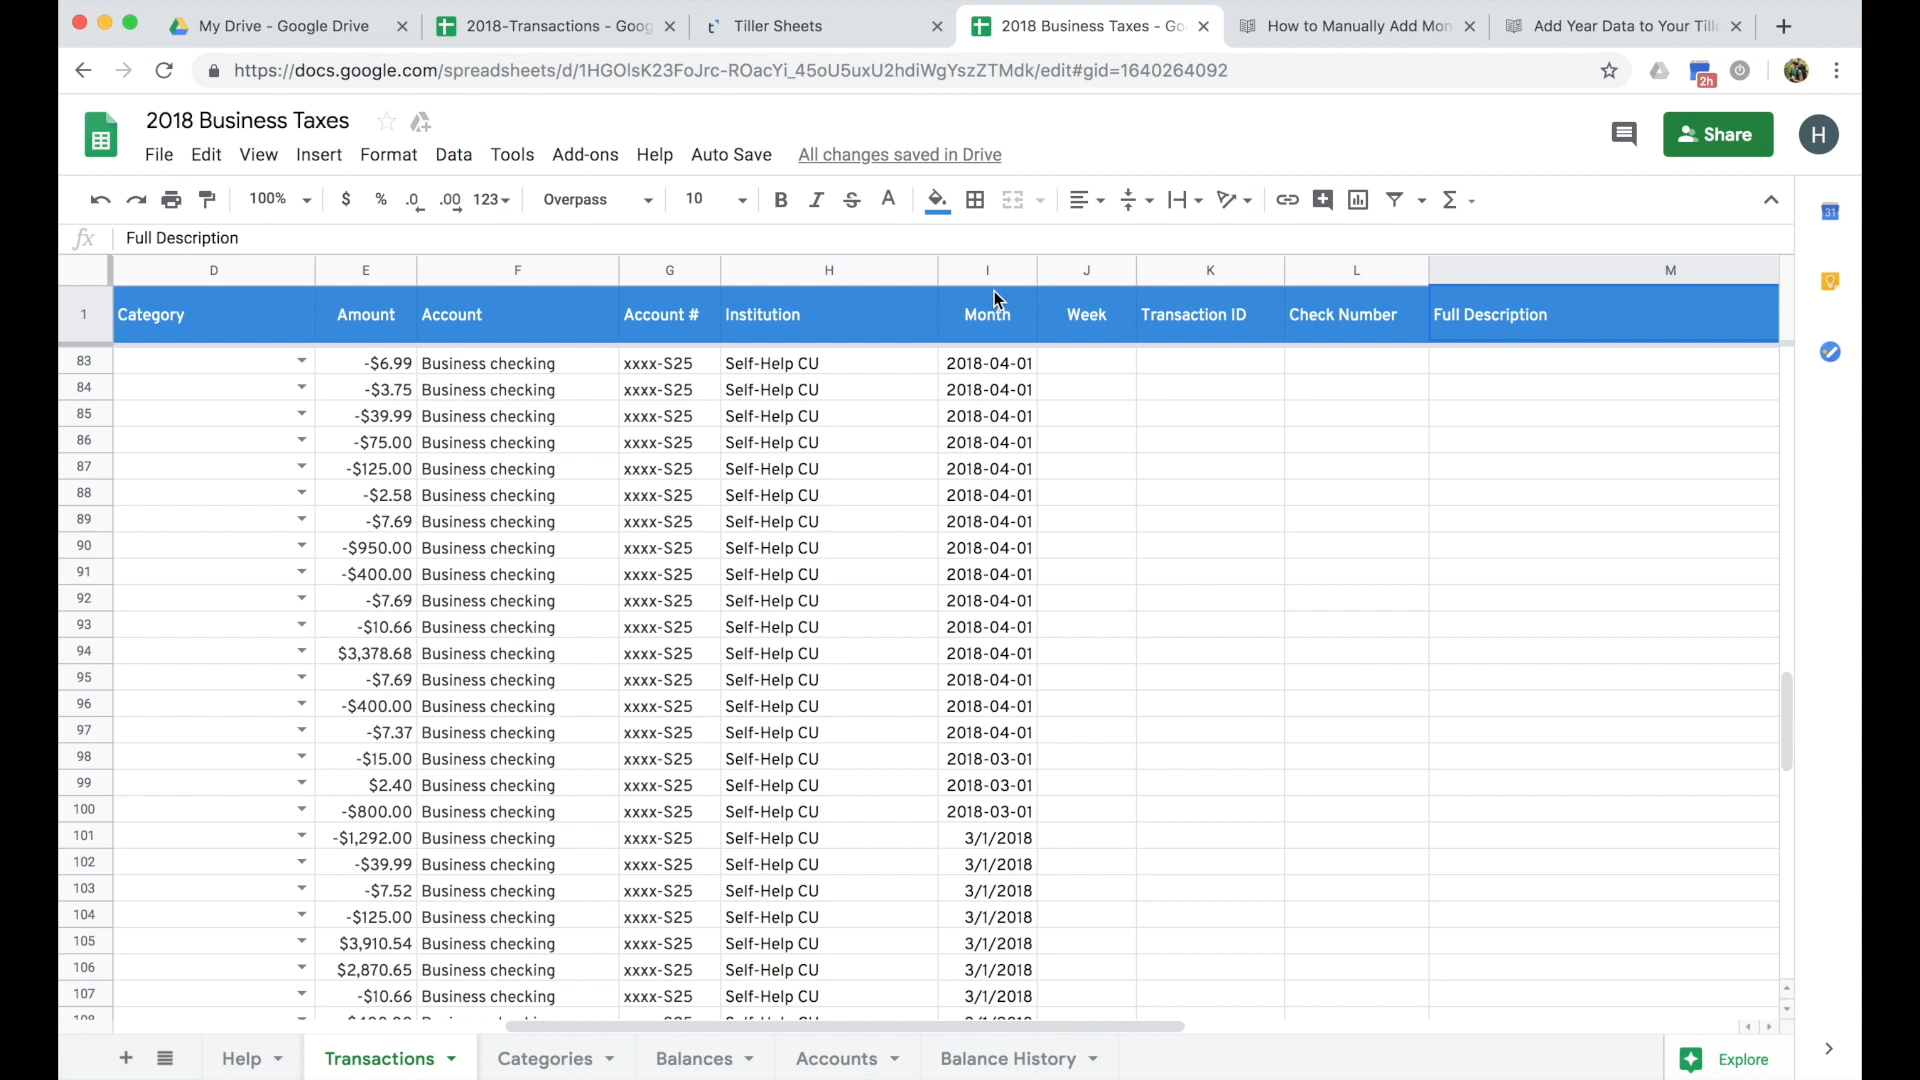 My Drive - Google Drive
2018-Transactions - Goog
Tiller Sheets
2018 Business Taxes - Go
How to Manually Add Mon
Add Year Data to Your Till
https://docs.google.com/spreadsheets/d/1HGOlsK23FoJrc-ROacYi_45oU5uxU2hdiWgYszZTMdk/edit#gid=1640264092
2h
2018 Business Taxes
File Edit View Insert Format Data Tools Add-ons Help Auto Save All changes saved in Drive
Share
H
100% $ % .0 .00 123 Overpass 10 B I S A
31
fx Full Description
D E F G H I J K L M
1 Category Amount Account Account # Institution Month Week Transaction ID Check Number Full Description
83 -$6.99 Business checking xxxx-S25 Self-Help CU 2018-04-01
84 -$3.75 Business checking xxxx-S25 Self-Help CU 2018-04-01
85 -$39.99 Business checking xxxx-S25 Self-Help CU 2018-04-01
86 -$75.00 Business checking xxxx-S25 Self-Help CU 2018-04-01
87 -$125.00 Business checking xxxx-S25 Self-Help CU 2018-04-01
88 -$2.58 Business checking xxxx-S25 Self-Help CU 2018-04-01
89 -$7.69 Business checking xxxx-S25 Self-Help CU 2018-04-01
90 -$950.00 Business checking xxxx-S25 Self-Help CU 2018-04-01
91 -$400.00 Business checking xxxx-S25 Self-Help CU 2018-04-01
92 -$7.69 Business checking xxxx-S25 Self-Help CU 2018-04-01
93 -$10.66 Business checking xxxx-S25 Self-Help CU 2018-04-01
94 $3,378.68 Business checking xxxx-S25 Self-Help CU 2018-04-01
95 -$7.69 Business checking xxxx-S25 Self-Help CU 2018-04-01
96 -$400.00 Business checking xxxx-S25 Self-Help CU 2018-04-01
97 -$7.37 Business checking xxxx-S25 Self-Help CU 2018-04-01
98 -$15.00 Business checking xxxx-S25 Self-Help CU 2018-03-01
99 $2.40 Business checking xxxx-S25 Self-Help CU 2018-03-01
100 -$800.00 Business checking xxxx-S25 Self-Help CU 2018-03-01
101 -$1,292.00 Business checking xxxx-S25 Self-Help CU 3/1/2018
102 -$39.99 Business checking xxxx-S25 Self-Help CU 3/1/2018
103 -$7.52 Business checking xxxx-S25 Self-Help CU 3/1/2018
104 -$125.00 Business checking xxxx-S25 Self-Help CU 3/1/2018
105 $3,910.54 Business checking xxxx-S25 Self-Help CU 3/1/2018
106 $2,870.65 Business checking xxxx-S25 Self-Help CU 3/1/2018
107 -$10.66 Business checking xxxx-S25 Self-Help CU 3/1/2018
Help Transactions Categories Balances Accounts Balance History Explore